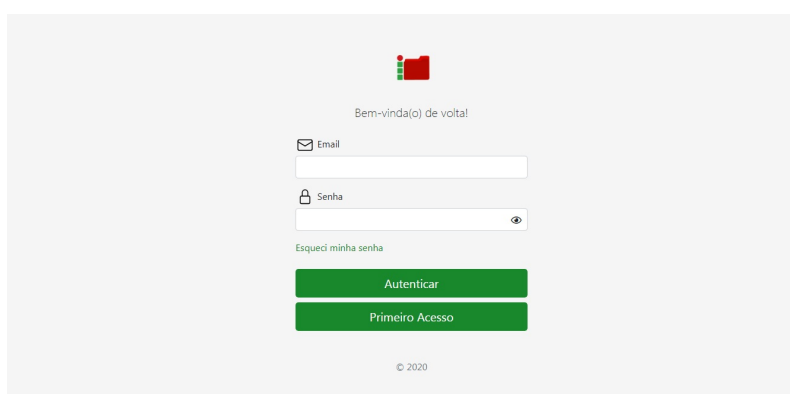 Bem-vinda(o) de volta!
Email
Senha
Esqueci minha senha
Autenticar
Primeiro Acesso
© 2020